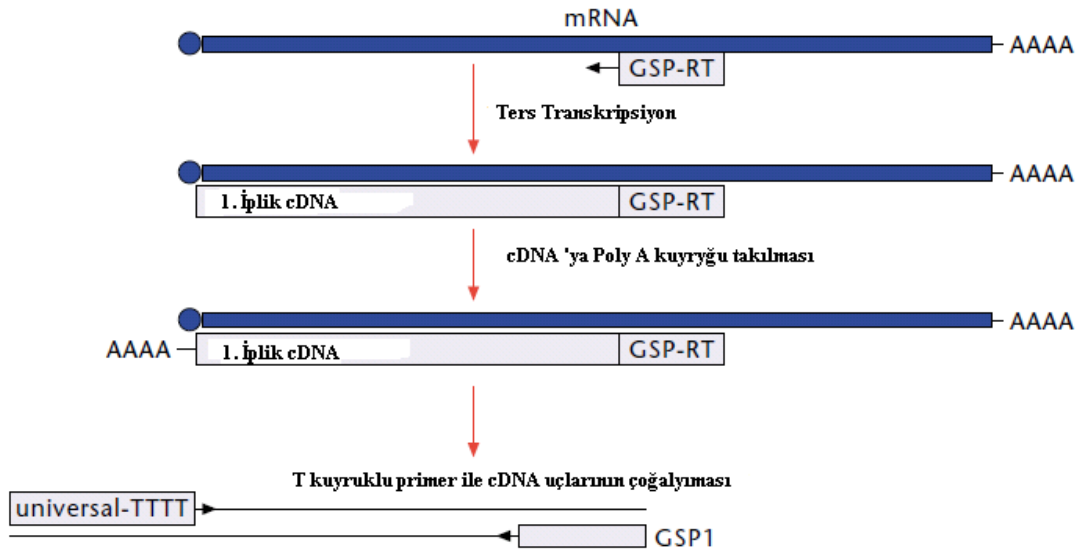 mRNA
AAAA
GSP-RT
Ters Transkripsiyon
AAAA
1. İplik cDNA
GSP-RT
cDNA 'ya Poly A kuyryğu takılması
AAAA
AAAA
1. İplik cDNA
GSP-RT
T kuyruklu primer ile cDNA uçlarının çoğalyıması
universal-TTTT
GSP1